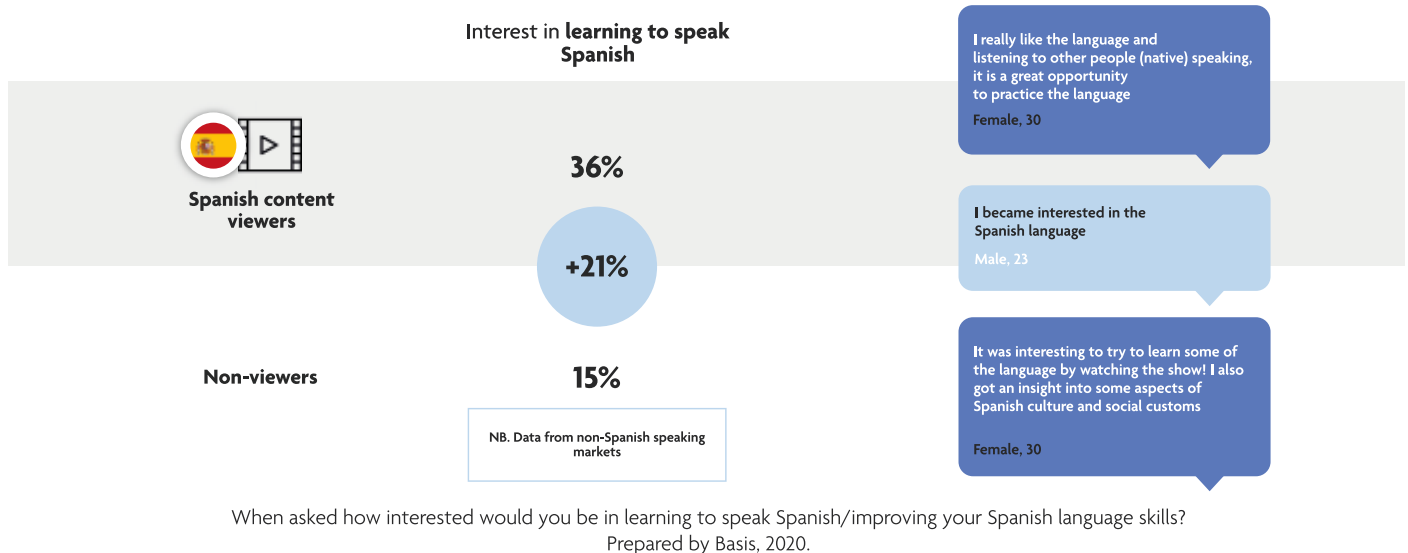 Interest in learning to speak
Spanish
Spanish content
viewers
36%
+21%
Non-viewers
15%
NB. Data from non-Spanish speaking
markets
I really like the language and
listening to other people (native) speaking,
it is a great opportunity
to practice the language
Female, 30
I became interested in the
Spanish language
Male, 23
It was interesting to try to learn some of
the language by watching the show! I also
got an insight into some aspects of
Spanish culture and social customs
Female, 30
When asked how interested would you be in learning to speak Spanish/improving your Spanish language skills?
Prepared by Basis, 2020.